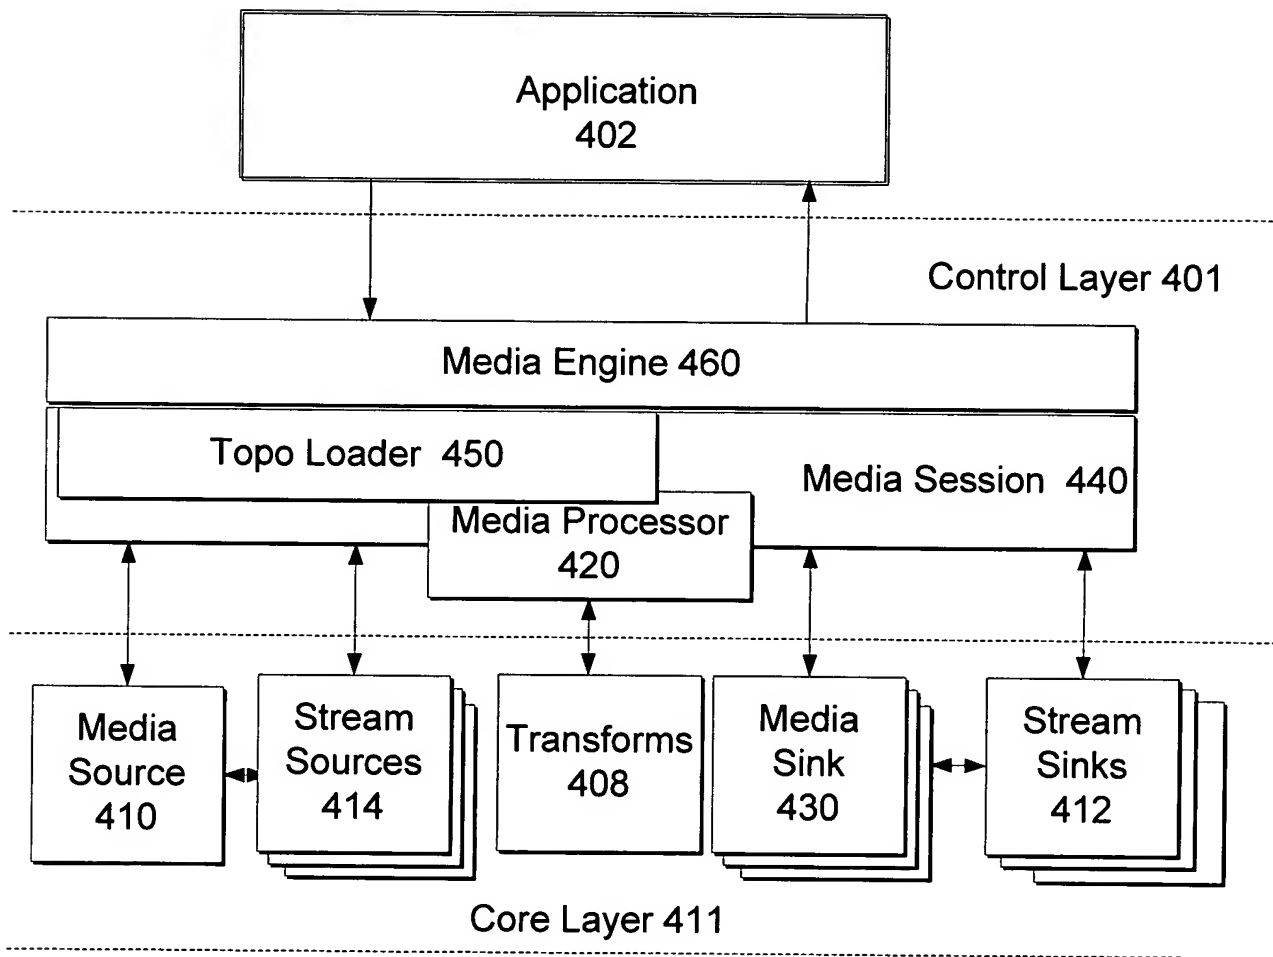 Application
402
Control Layer 401
Media Engine 460
Topo Loader 450
Media Session 440
Media Processor
420
Media
Source
410
Stream
Sources
414
Transforms
408
Media
Sink
430
Stream
Sinks
412
Core Layer 411